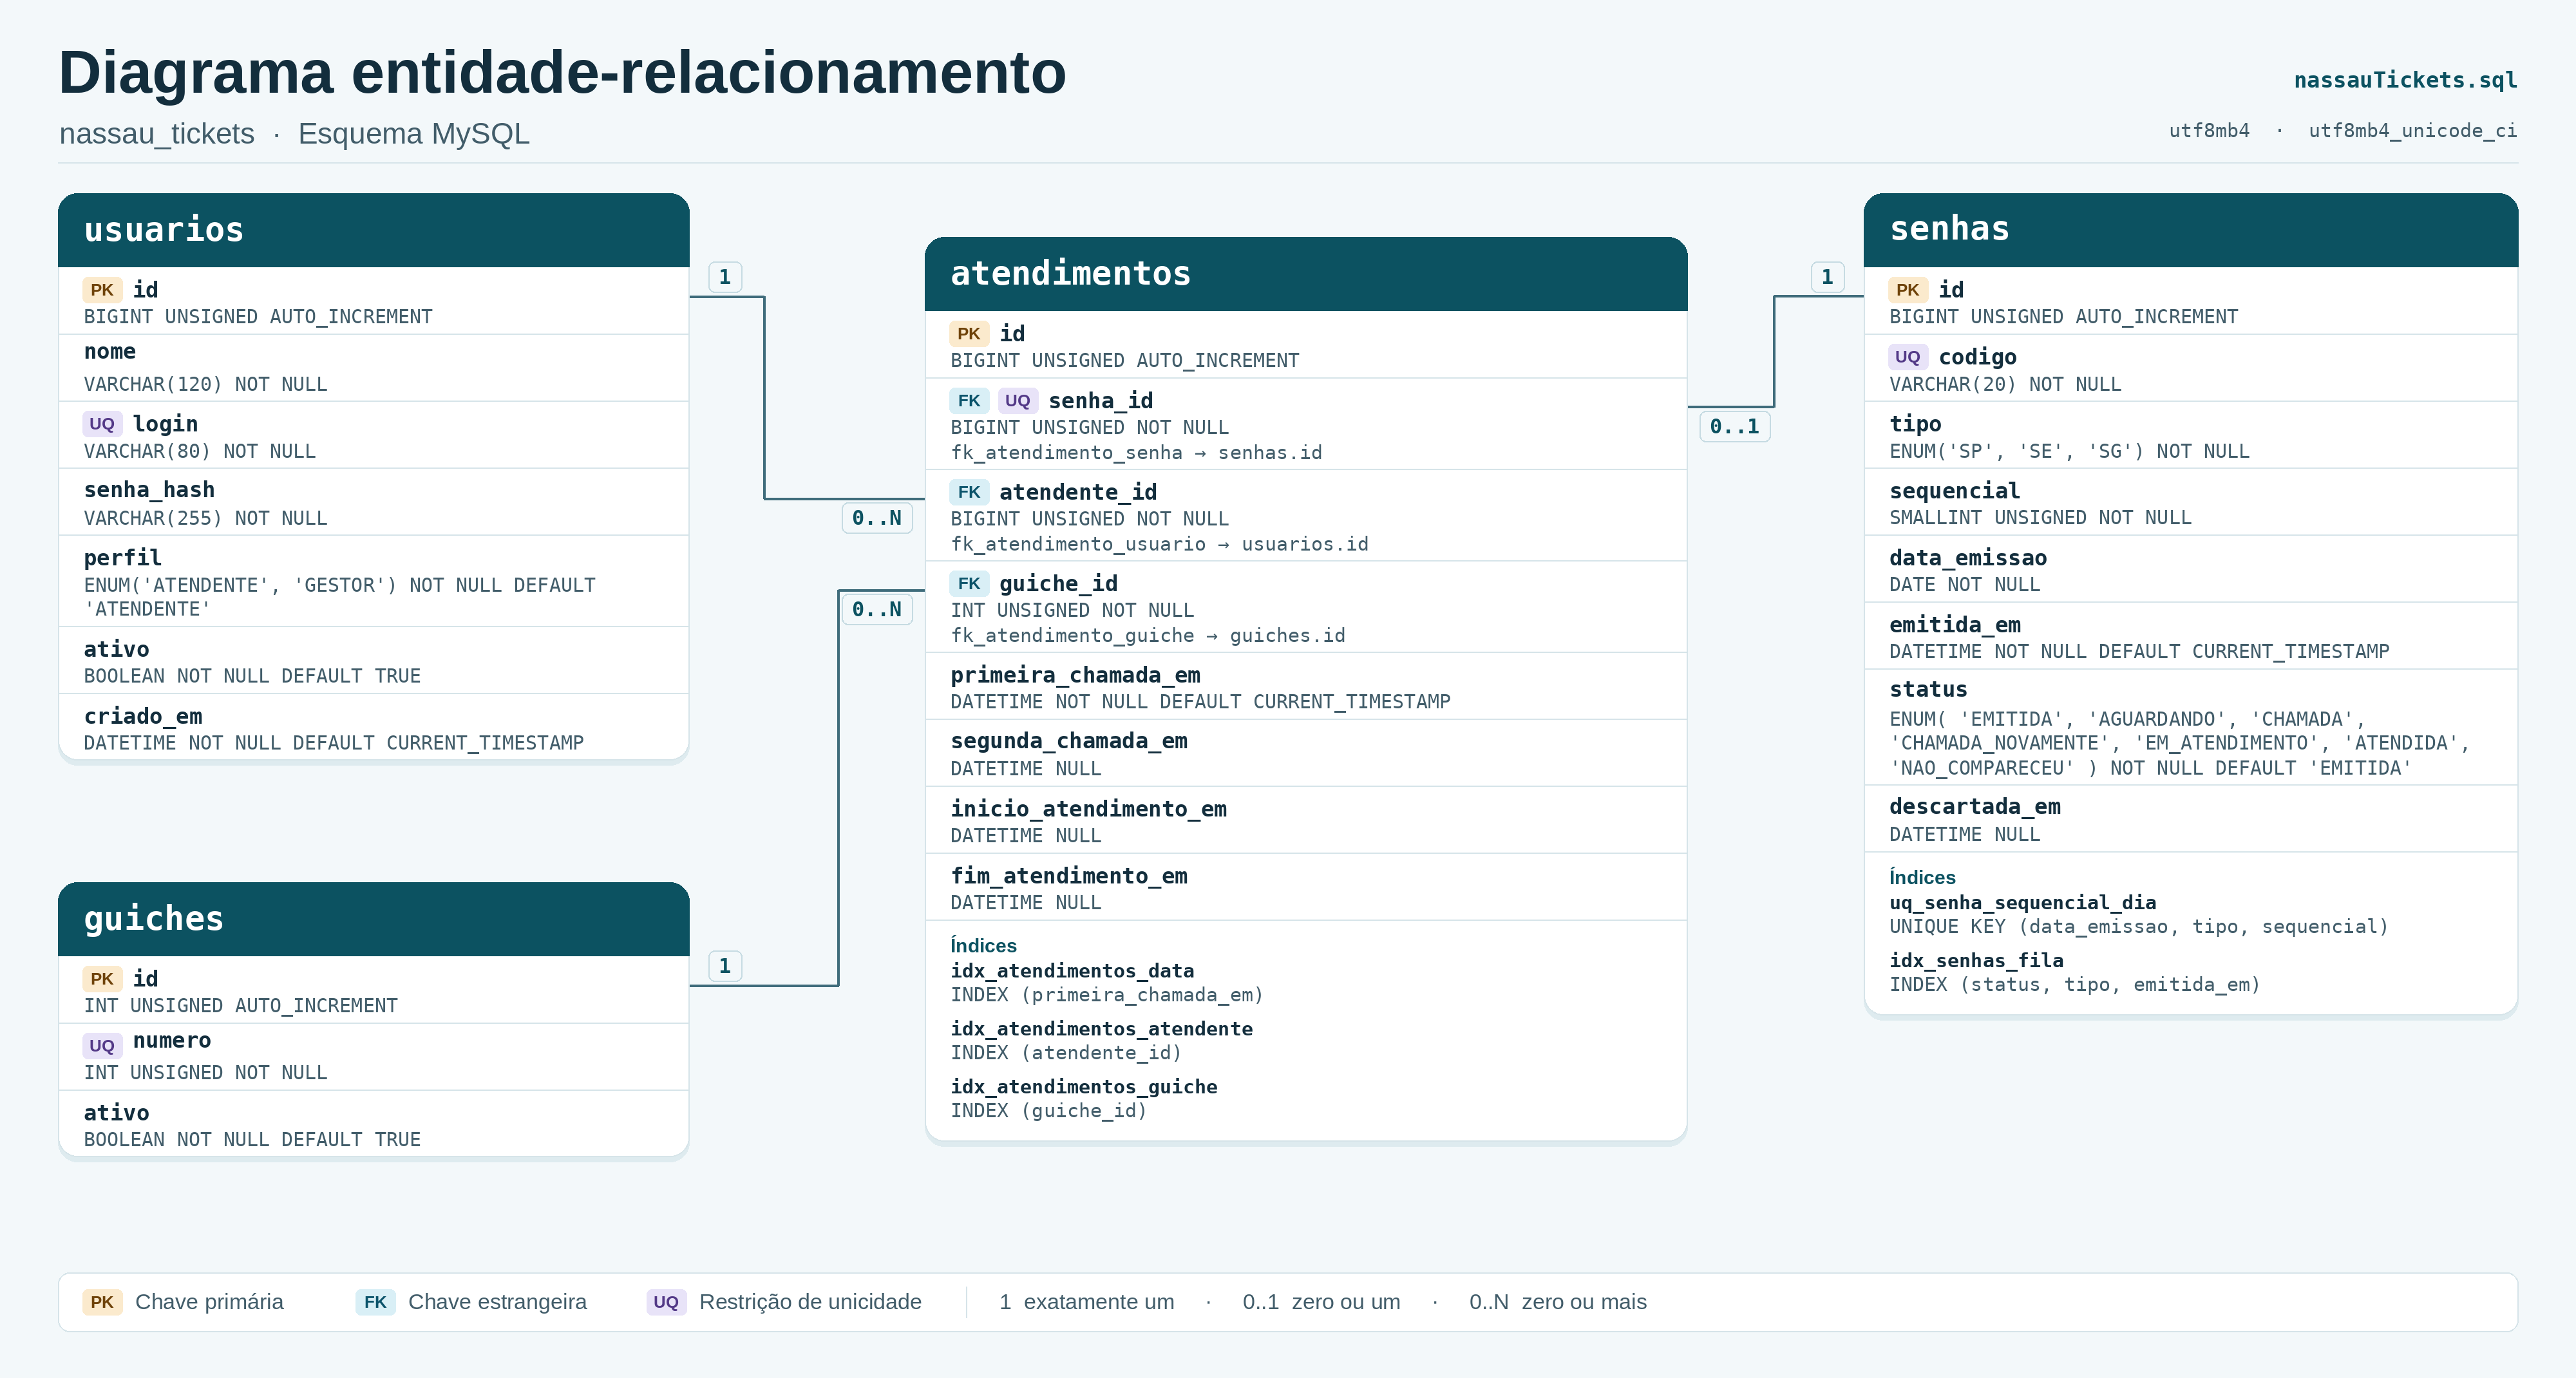 Diagrama entidade-relacionamento
nassau_tickets · Esquema MySQL
nassauTickets.sql
utf8mb4 · utf8mb4_unicode_ci
usuarios
PK id
BIGINT UNSIGNED AUTO_INCREMENT
nome
VARCHAR(120) NOT NULL
UQ login
VARCHAR(80) NOT NULL
senha_hash
VARCHAR(255) NOT NULL
perfil
ENUM('ATENDENTE', 'GESTOR') NOT NULL DEFAULT
'ATENDENTE'
ativo
BOOLEAN NOT NULL DEFAULT TRUE
criado_em
DATETIME NOT NULL DEFAULT CURRENT_TIMESTAMP
guiches
PK id
INT UNSIGNED AUTO_INCREMENT
UQ numero
INT UNSIGNED NOT NULL
ativo
BOOLEAN NOT NULL DEFAULT TRUE
1
0..N
0..N
1
atendimentos
PK id
BIGINT UNSIGNED AUTO_INCREMENT
FK UQ senha_id
BIGINT UNSIGNED NOT NULL
fk_atendimento_senha → senhas.id
FK atendente_id
BIGINT UNSIGNED NOT NULL
fk_atendimento_usuario → usuarios.id
FK guiche_id
INT UNSIGNED NOT NULL
fk_atendimento_guiche → guiches.id
primeira_chamada_em
DATETIME NOT NULL DEFAULT CURRENT_TIMESTAMP
segunda_chamada_em
DATETIME NULL
inicio_atendimento_em
DATETIME NULL
fim_atendimento_em
DATETIME NULL
Índices
idx_atendimentos_data
INDEX (primeira_chamada_em)
idx_atendimentos_atendente
INDEX (atendente_id)
idx_atendimentos_guiche
INDEX (guiche_id)
1
0..1
senhas
PK id
BIGINT UNSIGNED AUTO_INCREMENT
UQ codigo
VARCHAR(20) NOT NULL
tipo
ENUM('SP', 'SE', 'SG') NOT NULL
sequencial
SMALLINT UNSIGNED NOT NULL
data_emissao
DATE NOT NULL
emitida_em
DATETIME NOT NULL DEFAULT CURRENT_TIMESTAMP
status
ENUM( 'EMITIDA', 'AGUARDANDO', 'CHAMADA',
'CHAMADA_NOVAMENTE', 'EM_ATENDIMENTO', 'ATENDIDA',
'NAO_COMPARECEU' ) NOT NULL DEFAULT 'EMITIDA'
descartada_em
DATETIME NULL
Índices
uq_senha_sequencial_dia
UNIQUE KEY (data_emissao, tipo, sequencial)
idx_senhas_fila
INDEX (status, tipo, emitida_em)
PK Chave primária FK Chave estrangeira UQ Restrição de unicidade 1 exatamente um · 0..1 zero ou um · 0..N zero ou mais